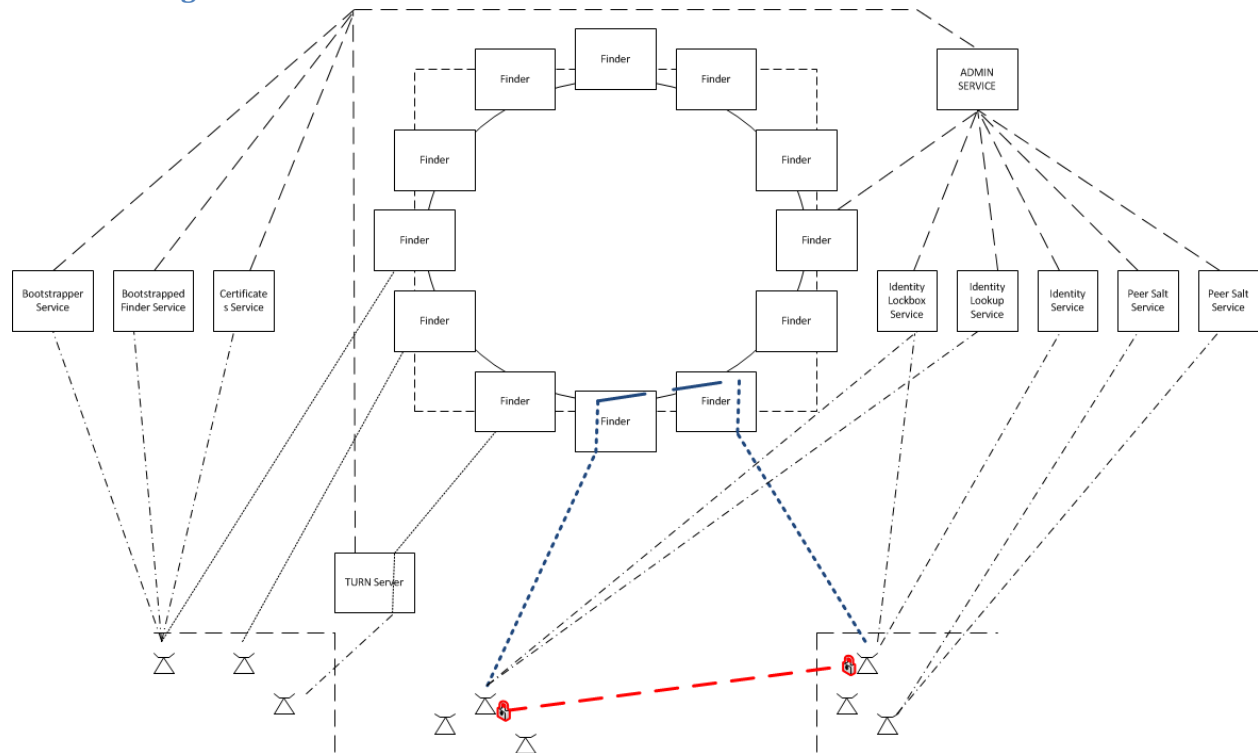 Finder
Finder
Finder
ADMIN
SERVICE
Finder
Finder
Finder
Finder
Bootstrapper
Service
Bootstrapped
Finder Service
Certificate
s Service
Identity
Lockbox
Service
Identity
Lookup
Service
Identity
Service
Peer Salt
Service
Peer Salt
Service
Finder
Finder
Finder
Finder
Finder
TURN Server